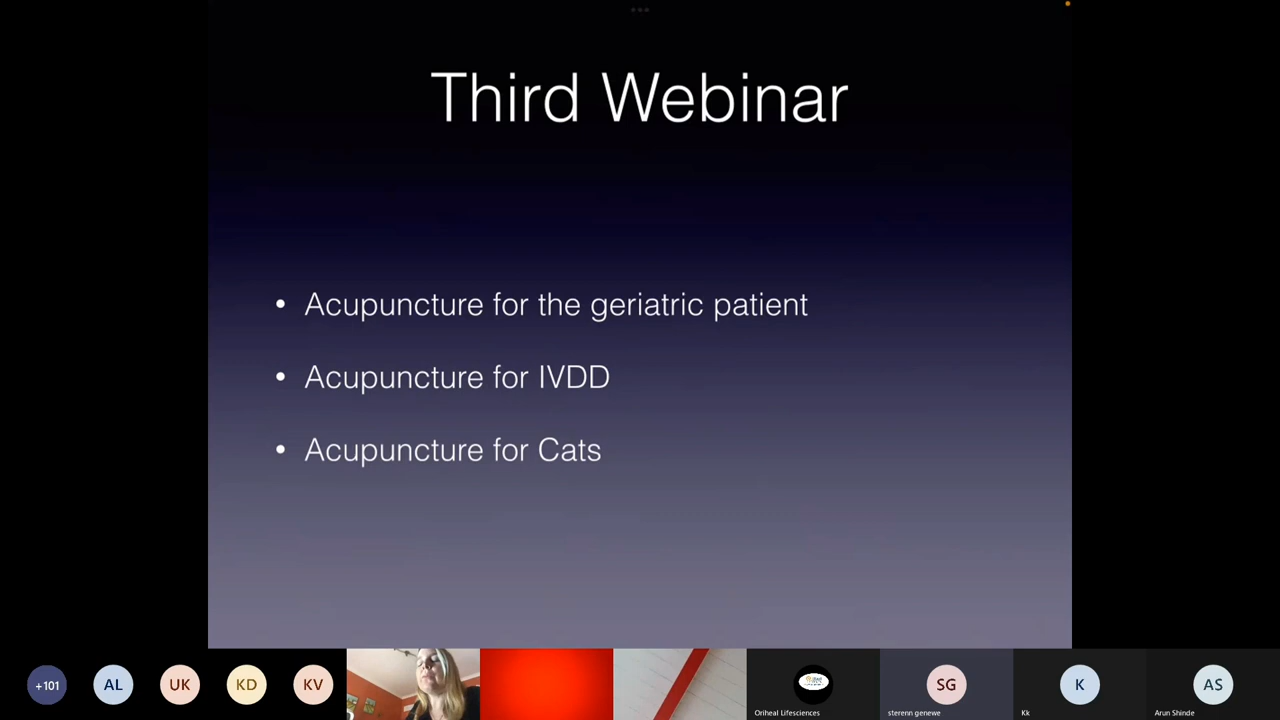 Third Webinar
• Acupuncture for the geriatric patient
• Acupuncture for IVDD
• Acupuncture for Cats
+101
AL
UK
KD
KV
Oriheal Lifesciences
SG
sterenn genewe
K
Kk
AS
Arun Shinde